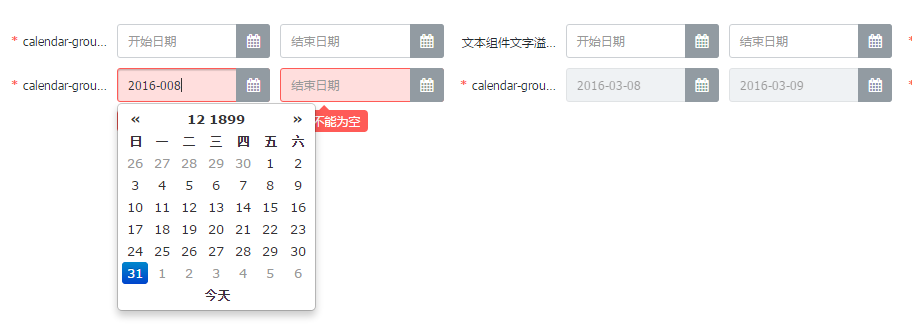 * calendar-grou... 开始日期 结束日期 文本组件文字溢... 开始日期 结束日期 *
* calendar-grou... 2016-008 结束日期 * calendar-grou... 2016-03-08 2016-03-09 *
不能为空
« 12 1899 »
日 一 二 三 四 五 六
26 27 28 29 30 1 2
3 4 5 6 7 8 9
10 11 12 13 14 15 16
17 18 19 20 21 22 23
24 25 26 27 28 29 30
31 1 2 3 4 5 6
今天